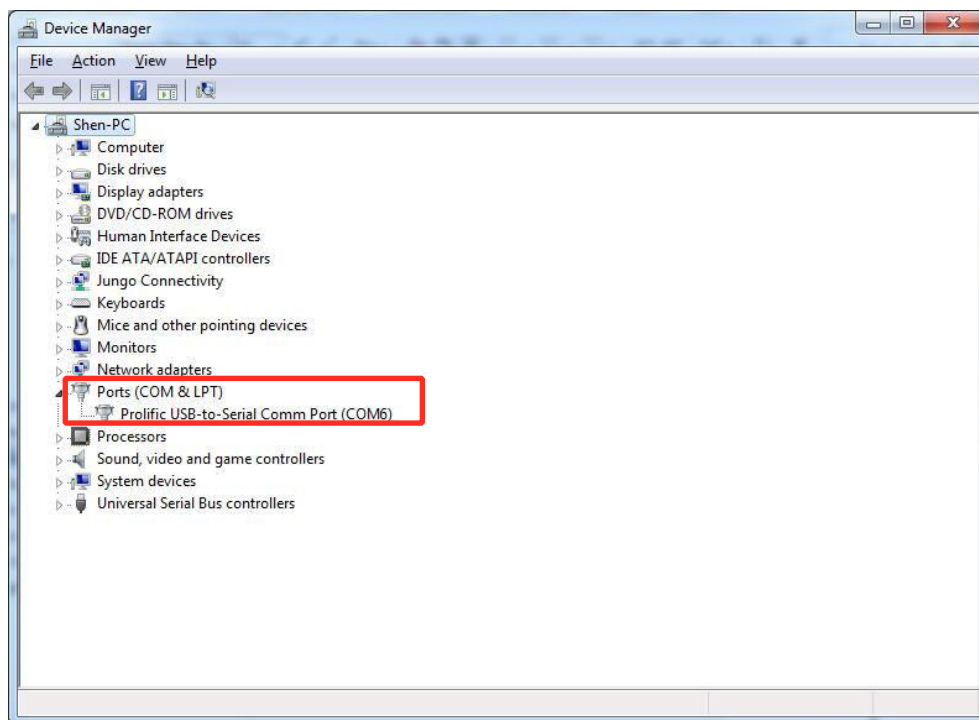 Device Manager
File Action View Help
Shen-PC
Computer
Disk drives
Display adapters
DVD/CD-ROM drives
Human Interface Devices
IDE ATA/ATAPI controllers
Jungo Connectivity
Keyboards
Mice and other pointing devices
Monitors
Network adapters
Ports (COM & LPT)
Prolific USB-to-Serial Comm Port (COM6)
Processors
Sound, video and game controllers
System devices
Universal Serial Bus controllers